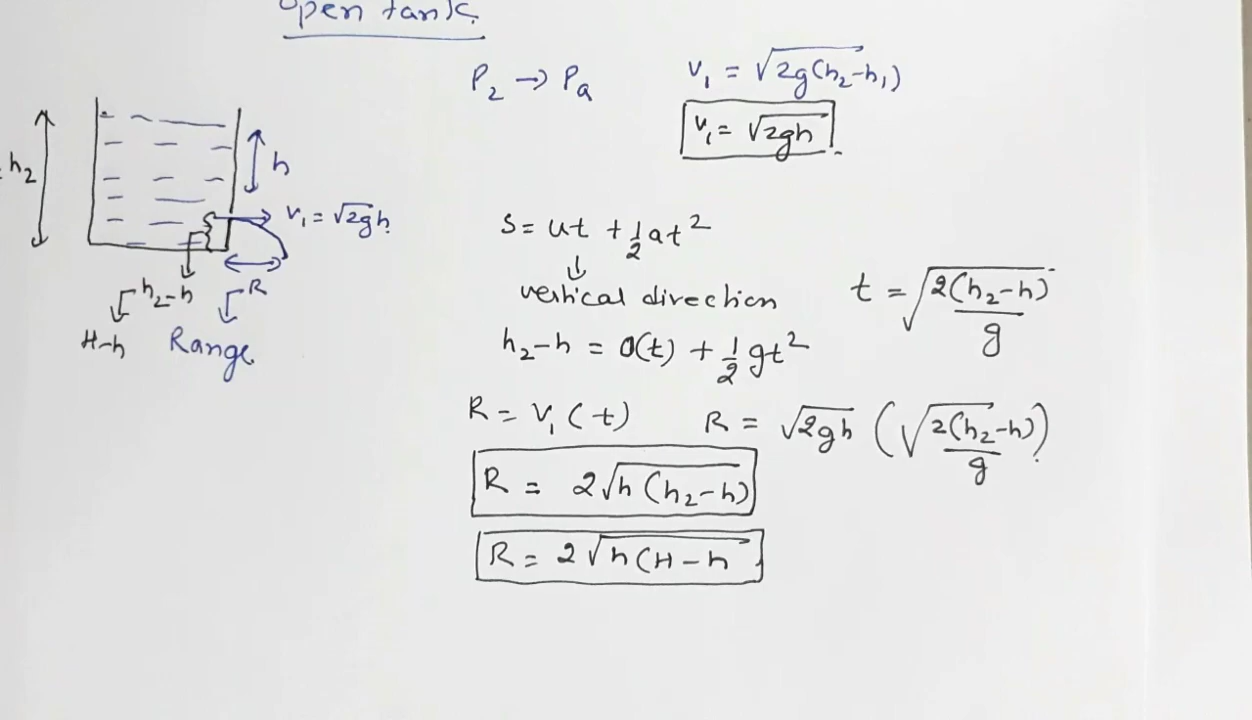 Open tank.
P₂ → Pₐ
v₁ = √2g(h₂-h₁)
v₁ = √2gh
h₂
h
v₁ = √2gh
h₂-h
R
H-h
Range
S = ut + ½at²
vertical direction
t = √2(h₂-h)/g
h₂-h = 0(t) + ½gt²
R = v₁(t)
R = √2gh (√2(h₂-h)/g)
R = 2√h(h₂-h)
R = 2√h(H-h